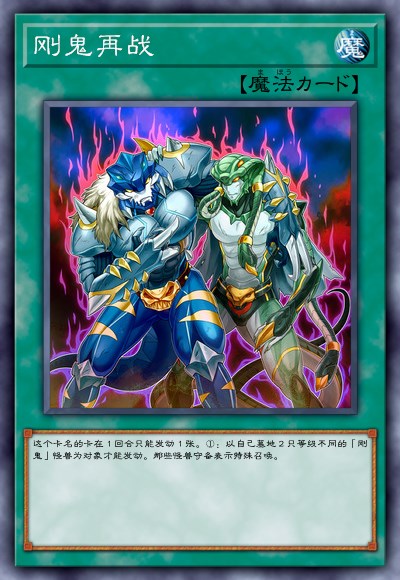 刚鬼再战
魔
【魔法カード】
ま ほう
这个卡名的卡在1回合只能发动1张。①:以自己墓地2只等级不同的「刚
鬼」怪兽为对象才能发动。那些怪兽守备表示特殊召唤。